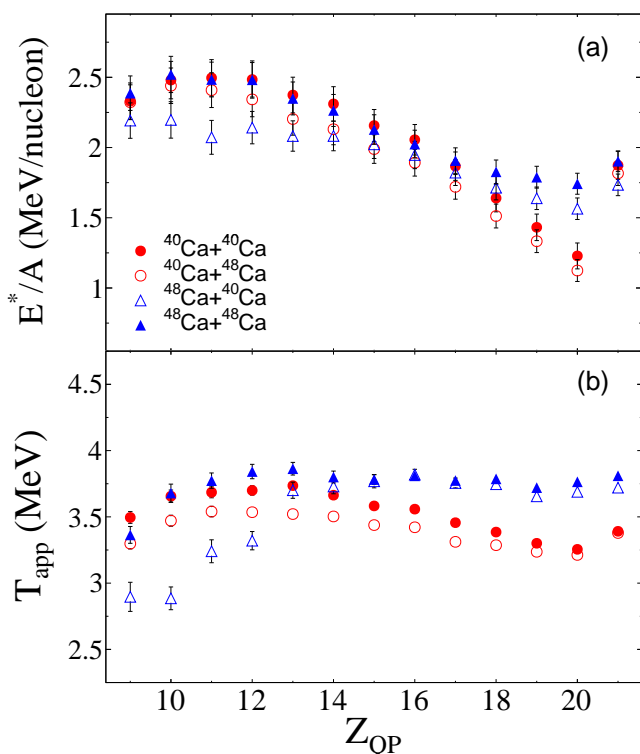 (a)
E*/A (MeV/nucleon)
2.5
2
1.5
1
40Ca+40Ca
40Ca+48Ca
48Ca+40Ca
48Ca+48Ca
(b)
Tapp (MeV)
4.5
4
3.5
3
2.5
10 12 14 16 18 20
ZQP